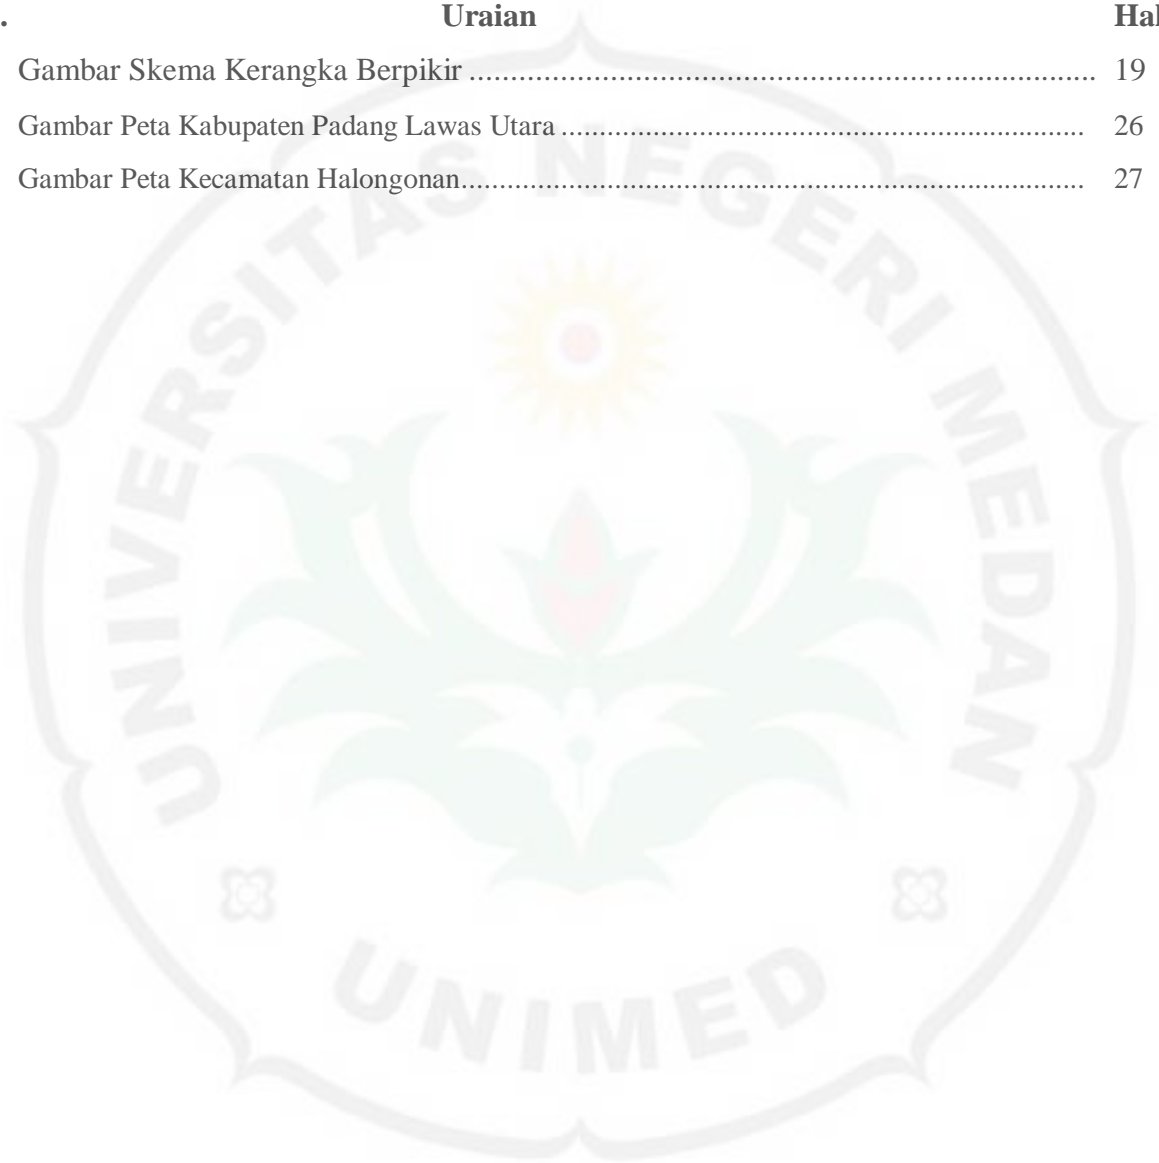 . Uraian Hal
Gambar Skema Kerangka Berpikir ........................................................................... 19
Gambar Peta Kabupaten Padang Lawas Utara ........................................................................... 26
Gambar Peta Kecamatan Halongonan........................................................................... 27
UNIVERSITAS NEGERI MEDAN
UNIMED